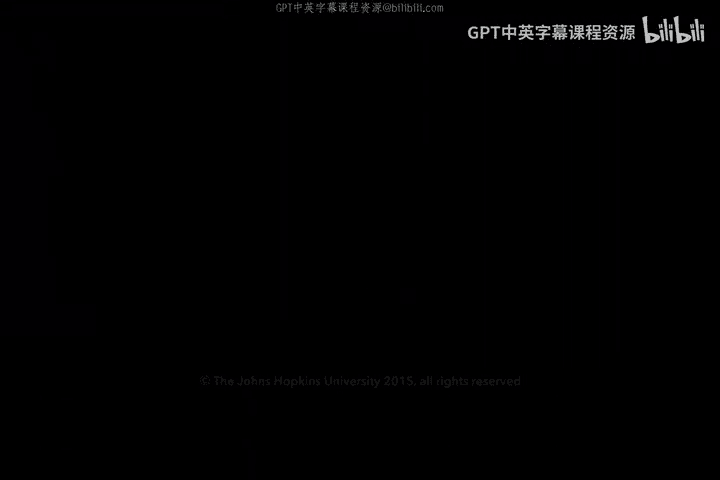 GPT中英字幕课程资源@bilibili.com
GPT中英字幕课程资源 bilibili
© The Johns Hopkins University 2015, all rights reserved